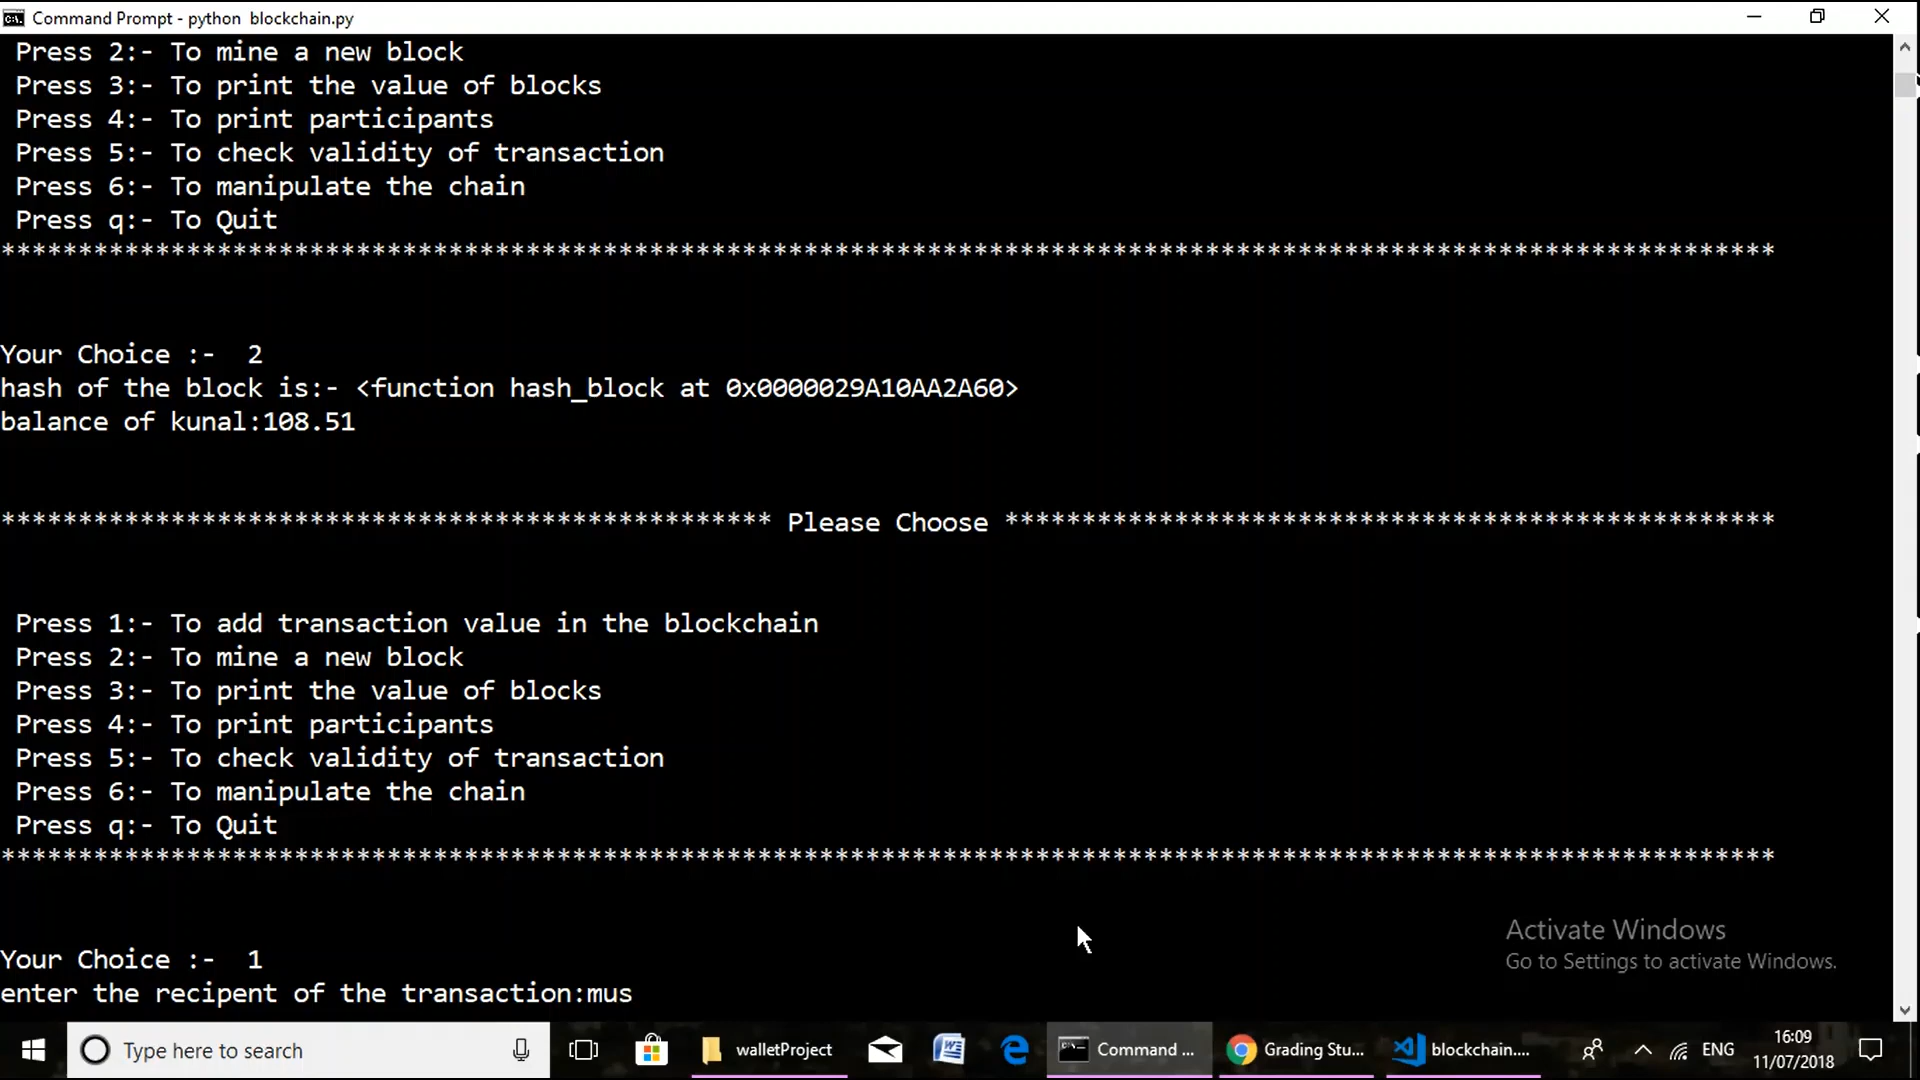 Command Prompt - python blockchain.py
Press 2:- To mine a new block
Press 3:- To print the value of blocks
Press 4:- To print participants
Press 5:- To check validity of transaction
Press 6:- To manipulate the chain
Press q:- To Quit
*******************************************************************************************************************
Your Choice :-  2
hash of the block is:- <function hash_block at 0x0000029A10AA2A60>
balance of kunal:108.51
************************************************** Please Choose **************************************************
Press 1:- To add transaction value in the blockchain
Press 2:- To mine a new block
Press 3:- To print the value of blocks
Press 4:- To print participants
Press 5:- To check validity of transaction
Press 6:- To manipulate the chain
Press q:- To Quit
*******************************************************************************************************************
Your Choice :-  1
enter the recipent of the transaction:mus
Activate Windows
Go to Settings to activate Windows.
Type here to search
walletProject
Command ...
Grading Stu...
blockchain....
ENG
16:09
11/07/2018